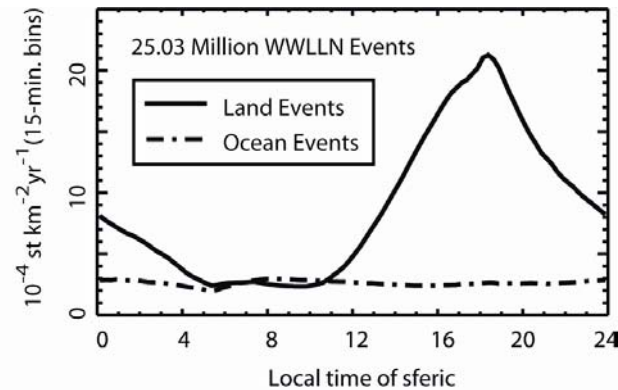 25.03 Million WWLLN Events
Land Events
Ocean Events
10⁻⁴ st km⁻² yr⁻¹ (15-min. bins)
20
10
0
0 4 8 12 16 20 24
Local time of sferic